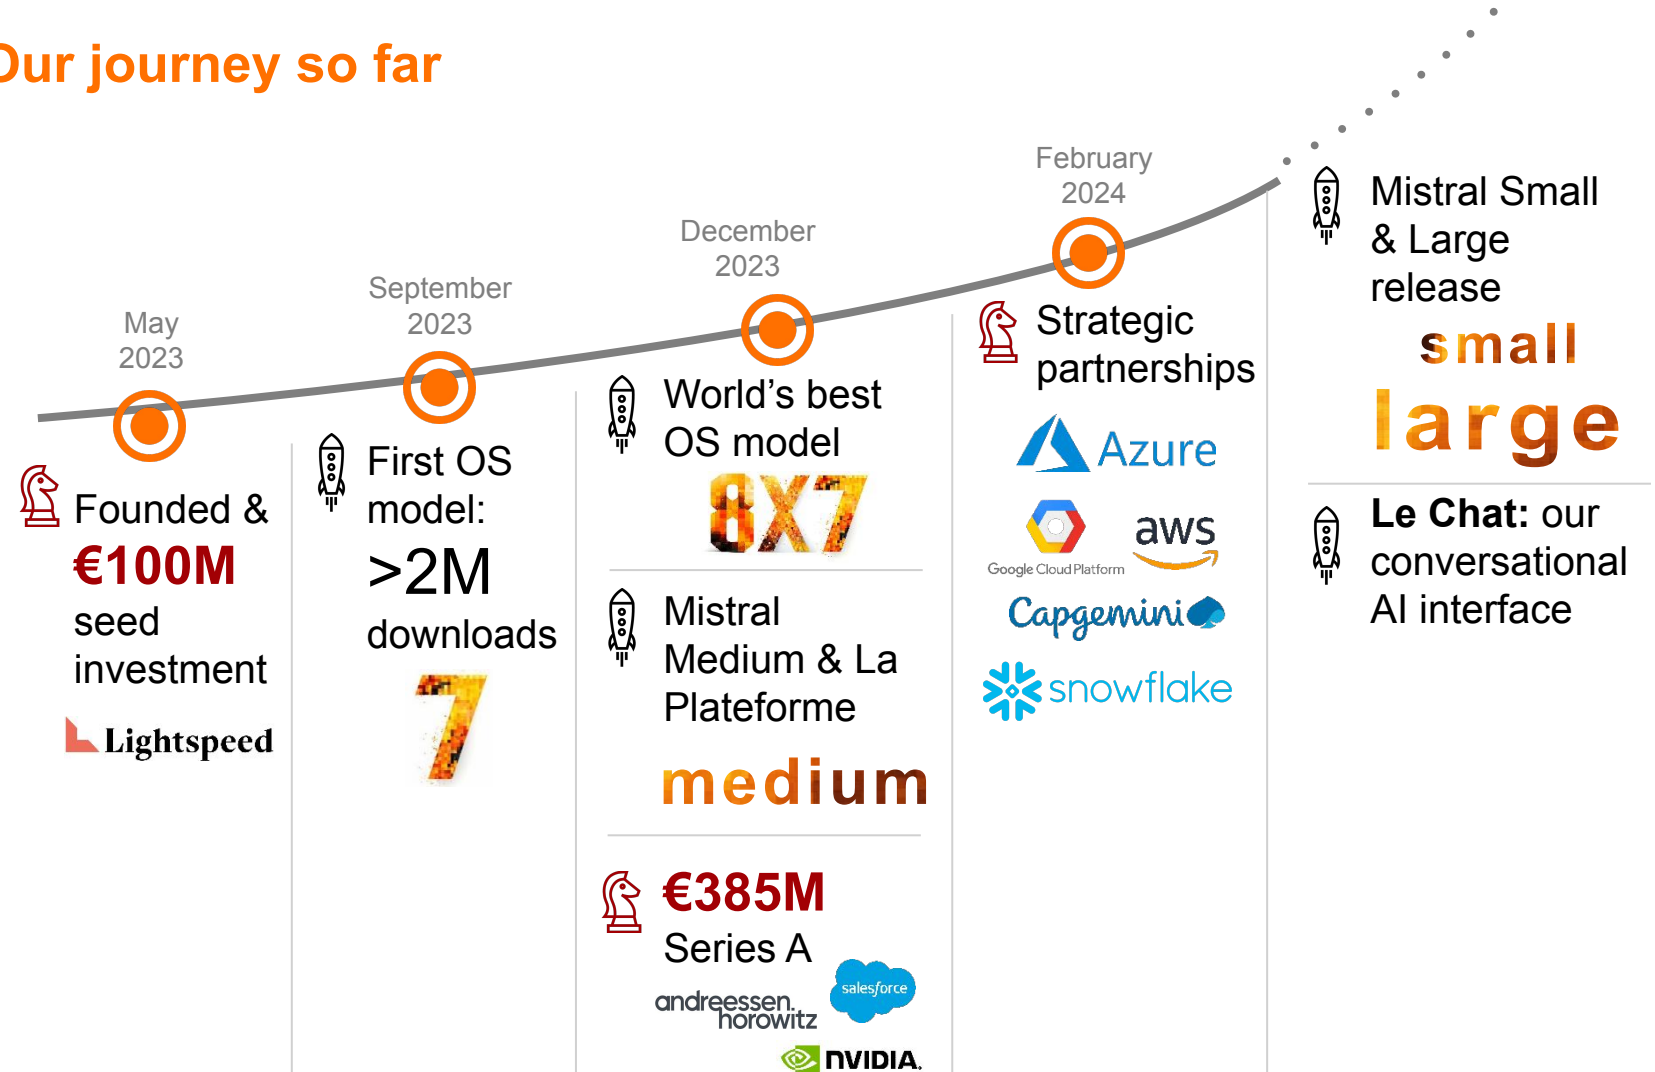 Our journey so far
May
2023
Founded &
€100M
seed
investment
Lightspeed
September
2023
First OS
model:
>2M
downloads
7
December
2023
World’s best
OS model
8X7
Mistral
Medium & La
Plateforme
medium
€385M
Series A
salesforce
andreessen.
horowitz
NVIDIA.
February
2024
Strategic
partnerships
Azure
aws
Google Cloud Platform
Capgemini
snowflake
Mistral Small
& Large
release
small
large
Le Chat: our
conversational
AI interface